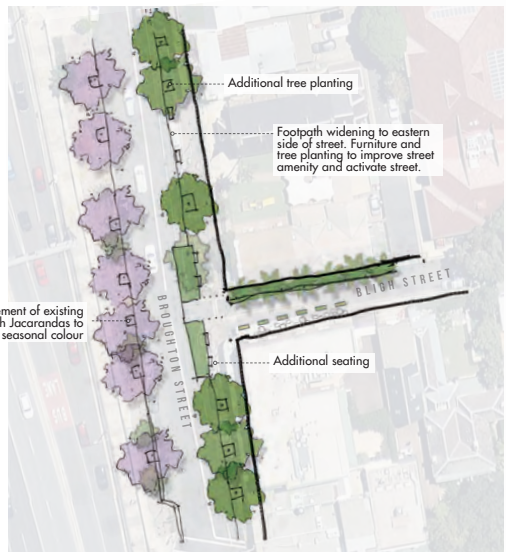 Additional tree planting
Footpath widening to eastern
side of street. Furniture and
tree planting to improve street
amenity and activate street.
BLIGH STREET
ement of existing
h Jacarandas to
seasonal colour
BROUGHTON STREET
Additional seating